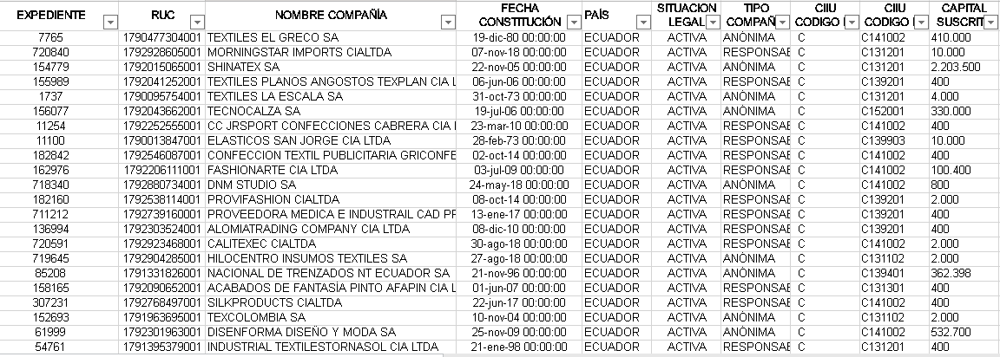 EXPEDIENTE RUC NOMBRE COMPAÑÍA FECHA CONSTITUCIÓN PAÍS SITUACION LEGAL TIPO COMPAÑ CIIU CODIGO CIIU CODIGO CAPITAL SUSCRIT
7765 1790477304001 TEXTILES EL GRECO SA 19-dic-80 00:00:00 ECUADOR ACTIVA ANÓNIMA C C141002 410.000
720840 1792928605001 MORNINGSTAR IMPORTS CIALTDA 07-nov-18 00:00:00 ECUADOR ACTIVA RESPONSAB C C131201 10.000
154779 1792015065001 SHINATEX SA 22-nov-05 00:00:00 ECUADOR ACTIVA ANÓNIMA C C131201 2.203.500
155989 1792041252001 TEXTILES PLANOS ANGOSTOS TEXPLAN CIA L 06-jun-06 00:00:00 ECUADOR ACTIVA RESPONSAB C C139201 400
1737 1790095754001 TEXTILES LA ESCALA SA 31-oct-73 00:00:00 ECUADOR ACTIVA ANÓNIMA C C131201 4.000
156077 1792043662001 TECNOCALZA SA 19-jul-06 00:00:00 ECUADOR ACTIVA ANÓNIMA C C152001 330.000
11254 1792252555001 CC JRSPORT CONFECCIONES CABRERA CIA 23-mar-10 00:00:00 ECUADOR ACTIVA RESPONSAB C C141002 400
11100 1790013847001 ELASTICOS SAN JORGE CIA LTDA 28-feb-73 00:00:00 ECUADOR ACTIVA RESPONSAB C C139903 10.000
182842 1792546087001 CONFECCION TEXTIL PUBLICITARIA GRICONFE 02-oct-14 00:00:00 ECUADOR ACTIVA RESPONSAB C C141002 400
162976 1792206111001 FASHIONARTE CIA LTDA 03-jul-09 00:00:00 ECUADOR ACTIVA RESPONSAB C C141002 100.400
718340 1792880734001 DNM STUDIO SA 24-may-18 00:00:00 ECUADOR ACTIVA ANÓNIMA C C141002 800
182160 1792538114001 PROVIFASHION CIALTDA 08-oct-14 00:00:00 ECUADOR ACTIVA RESPONSAB C C139201 2.000
711212 1792739160001 PROVEEDORA MEDICA E INDUSTRAIL CAD PR 13-ene-17 00:00:00 ECUADOR ACTIVA RESPONSAB C C139201 400
136994 1792303524001 ALOMIATRADING COMPANY CIA LTDA 08-dic-10 00:00:00 ECUADOR ACTIVA RESPONSAB C C139201 400
720591 1792923468001 CALITEXEC CIALTDA 30-ago-18 00:00:00 ECUADOR ACTIVA RESPONSAB C C141002 2.000
719645 1792904285001 HILOCENTRO INSUMOS TEXTILES SA 27-ago-18 00:00:00 ECUADOR ACTIVA ANÓNIMA C C131102 2.000
85208 1791331826001 NACIONAL DE TRENZADOS NT ECUADOR SA 21-nov-96 00:00:00 ECUADOR ACTIVA ANÓNIMA C C139401 362.398
158165 1792090652001 ACABADOS DE FANTASÍA PINTO AFAPIN CIA L 01-jun-07 00:00:00 ECUADOR ACTIVA RESPONSAB C C131301 400
307231 1792768497001 SILKPRODUCTS CIALTDA 22-jun-17 00:00:00 ECUADOR ACTIVA RESPONSAB C C141002 400
152693 1791963695001 TEXCOLOMBIA SA 10-nov-04 00:00:00 ECUADOR ACTIVA ANÓNIMA C C131102 2.000
61999 1792301963001 DISENFORMA DISEÑO Y MODA SA 25-nov-09 00:00:00 ECUADOR ACTIVA ANÓNIMA C C141002 532.700
54761 1791395379001 INDUSTRIAL TEXTILESTORNASOL CIA LTDA 21-ene-98 00:00:00 ECUADOR ACTIVA RESPONSAB C C131201 400